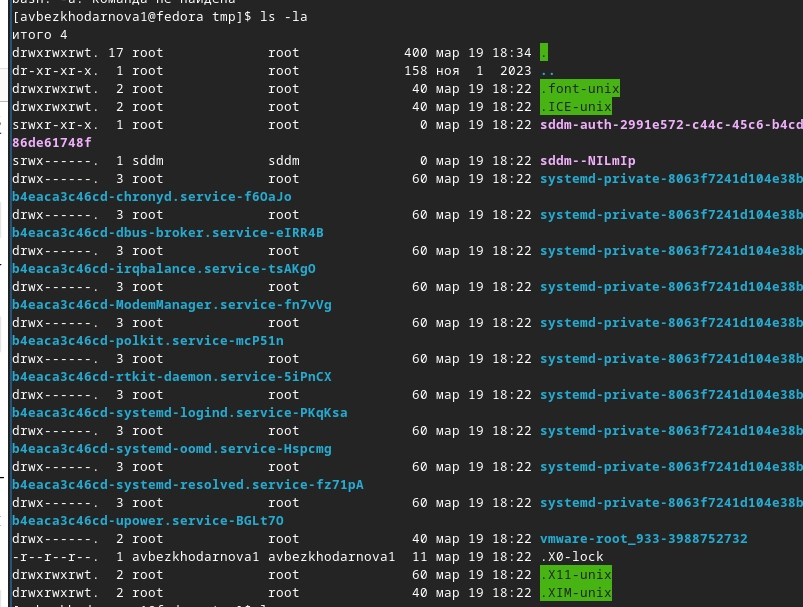 [avbezkhodarnova1@fedora tmp]$ ls -la
итого 4
drwxrwxrwt. 17 root             root             400 мар 19 18:34 .
dr-xr-xr-x.  1 root             root             158 ноя  1  2023 ..
drwxrwxrwt.  2 root             root              40 мар 19 18:22 .font-unix
drwxrwxrwt.  2 root             root              40 мар 19 18:22 .ICE-unix
srwxr-xr-x.  1 root             root               0 мар 19 18:22 sddm-auth-2991e572-c44c-45c6-b4cd
86de61748f
srwx------.  1 sddm             sddm               0 мар 19 18:22 sddm--NILmIp
drwx------.  3 root             root              60 мар 19 18:22 systemd-private-8063f7241d104e38b
b4eaca3c46cd-chronyd.service-f6OaJo
drwx------.  3 root             root              60 мар 19 18:22 systemd-private-8063f7241d104e38b
b4eaca3c46cd-dbus-broker.service-eIRR4B
drwx------.  3 root             root              60 мар 19 18:22 systemd-private-8063f7241d104e38b
b4eaca3c46cd-irqbalance.service-tsAKgO
drwx------.  3 root             root              60 мар 19 18:22 systemd-private-8063f7241d104e38b
b4eaca3c46cd-ModemManager.service-fn7vVg
drwx------.  3 root             root              60 мар 19 18:22 systemd-private-8063f7241d104e38b
b4eaca3c46cd-polkit.service-mcP51n
drwx------.  3 root             root              60 мар 19 18:22 systemd-private-8063f7241d104e38b
b4eaca3c46cd-rtkit-daemon.service-5iPnCX
drwx------.  3 root             root              60 мар 19 18:22 systemd-private-8063f7241d104e38b
b4eaca3c46cd-systemd-logind.service-PKqKsa
drwx------.  3 root             root              60 мар 19 18:22 systemd-private-8063f7241d104e38b
b4eaca3c46cd-systemd-oomd.service-Hspcmg
drwx------.  3 root             root              60 мар 19 18:22 systemd-private-8063f7241d104e38b
b4eaca3c46cd-systemd-resolved.service-fz71pA
drwx------.  3 root             root              60 мар 19 18:22 systemd-private-8063f7241d104e38b
b4eaca3c46cd-upower.service-BGLt7O
drwx------.  2 root             root              40 мар 19 18:22 vmware-root_933-3988752732
-r--r--r--.  1 avbezkhodarnova1 avbezkhodarnova1  11 мар 19 18:22 .X0-lock
drwxrwxrwt.  2 root             root              60 мар 19 18:22 .X11-unix
drwxrwxrwt.  2 root             root              40 мар 19 18:22 .XIM-unix